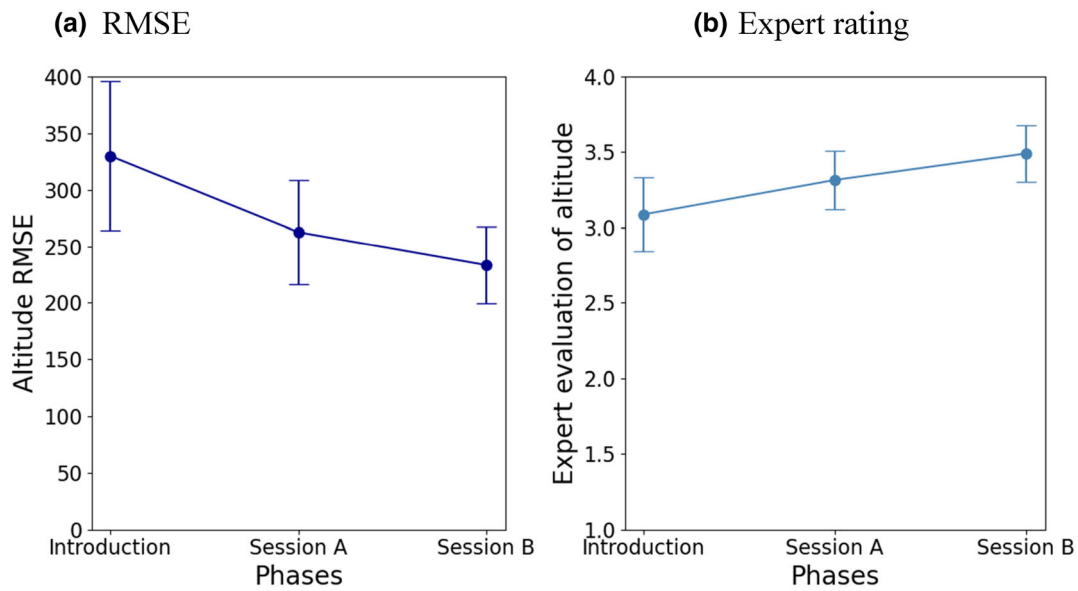 (a) RMSE
400
350
300
250
200
150
100
50
0
Altitude RMSE
Introduction Session A Session B
Phases
(b) Expert rating
4.0
3.5
3.0
2.5
2.0
1.5
1.0
Expert evaluation of altitude
Introduction Session A Session B
Phases